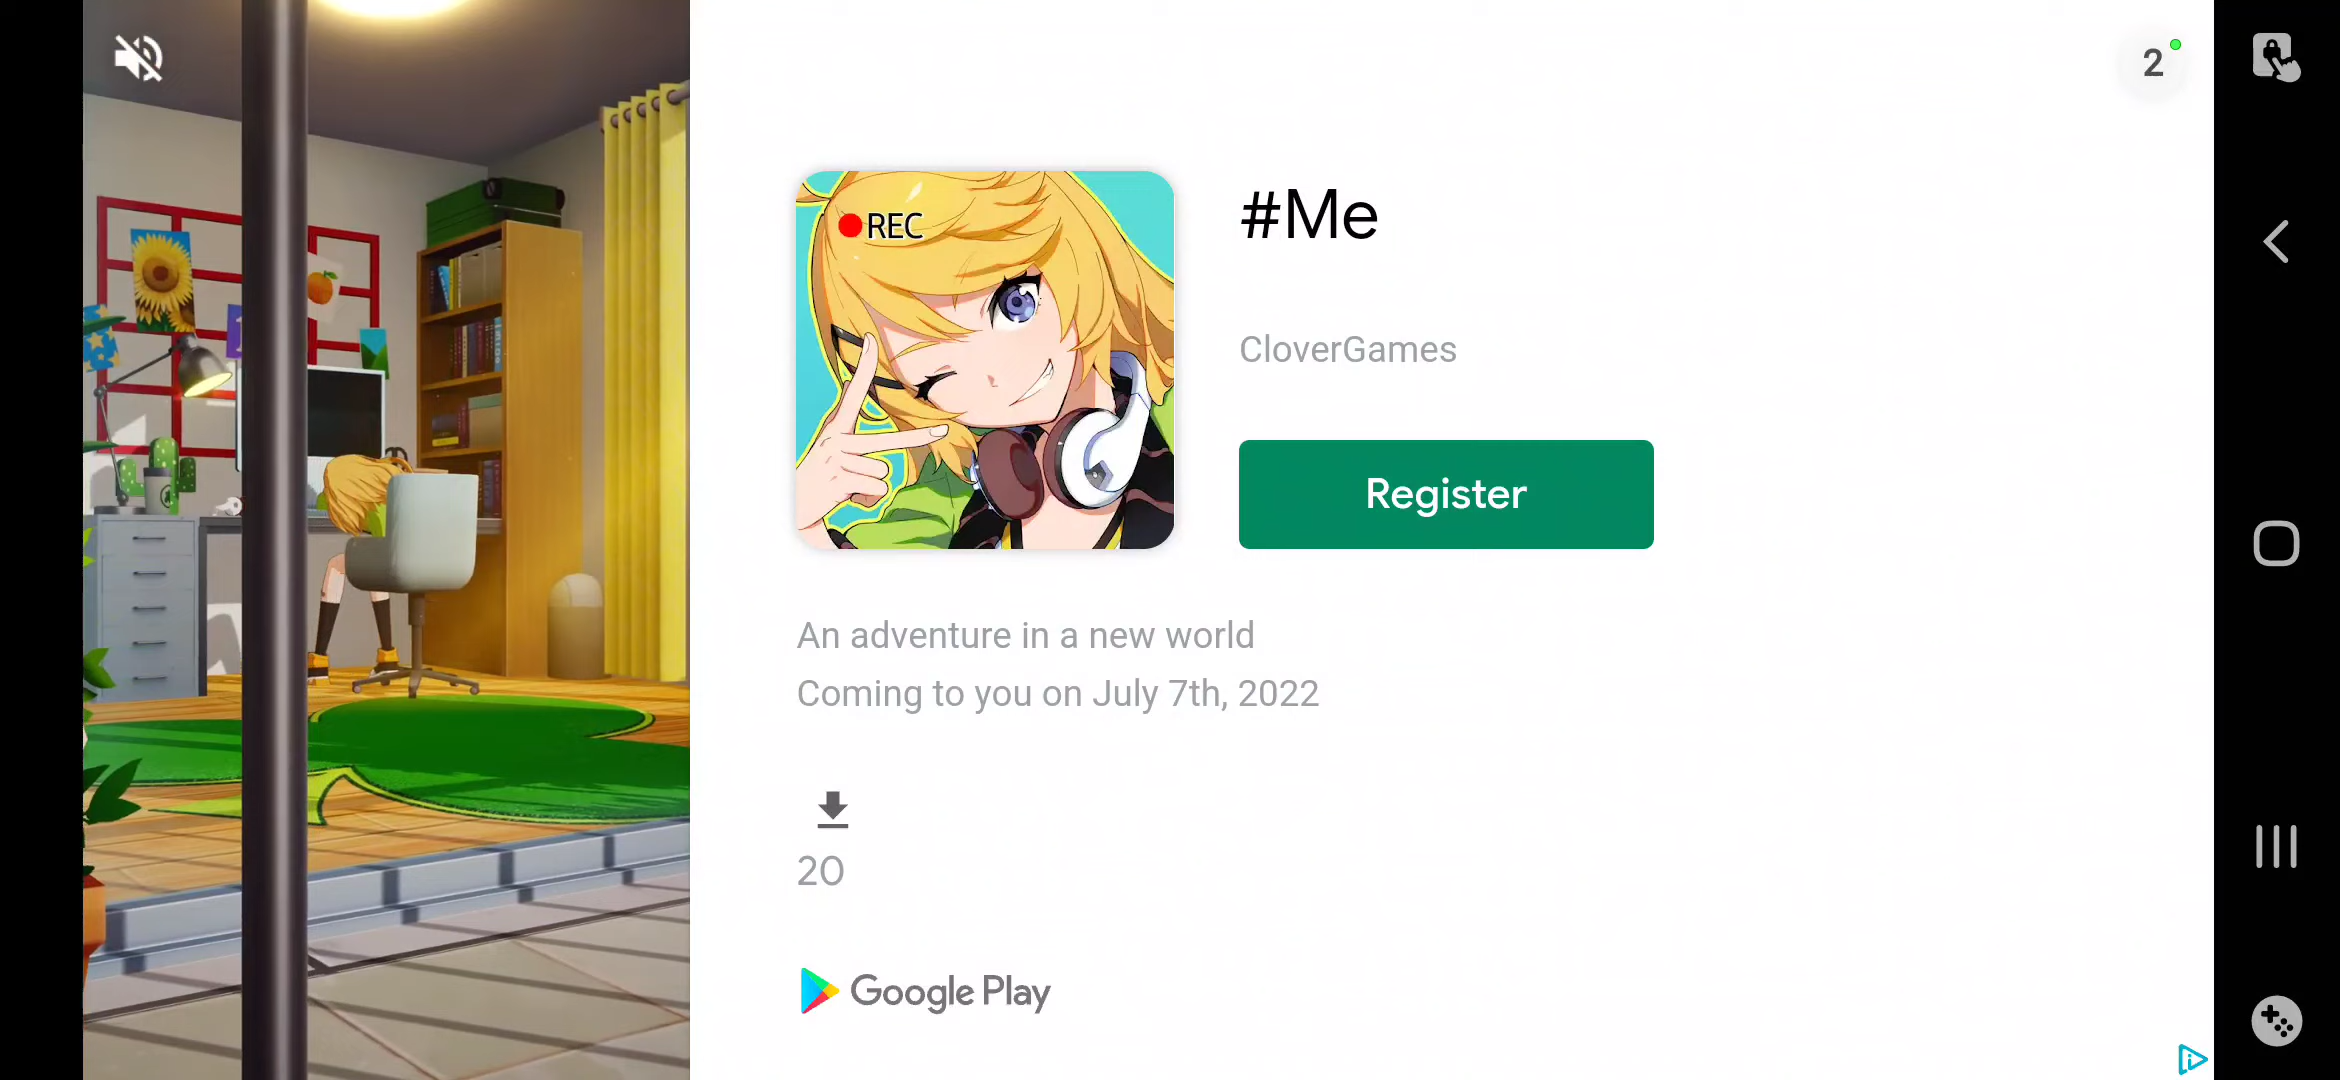 2
REC
#Me
CloverGames
Register
An adventure in a new world
Coming to you on July 7th, 2022
20
Google Play